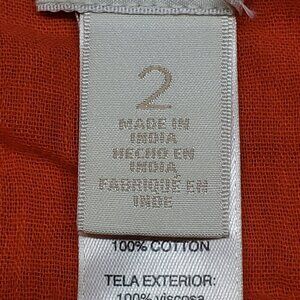 2
MADE IN
INDIA
HECHO EN
INDIA
FABRIQUÉ EN
INDE
100% COTTON
TELA EXTERIOR:
100% viscosa